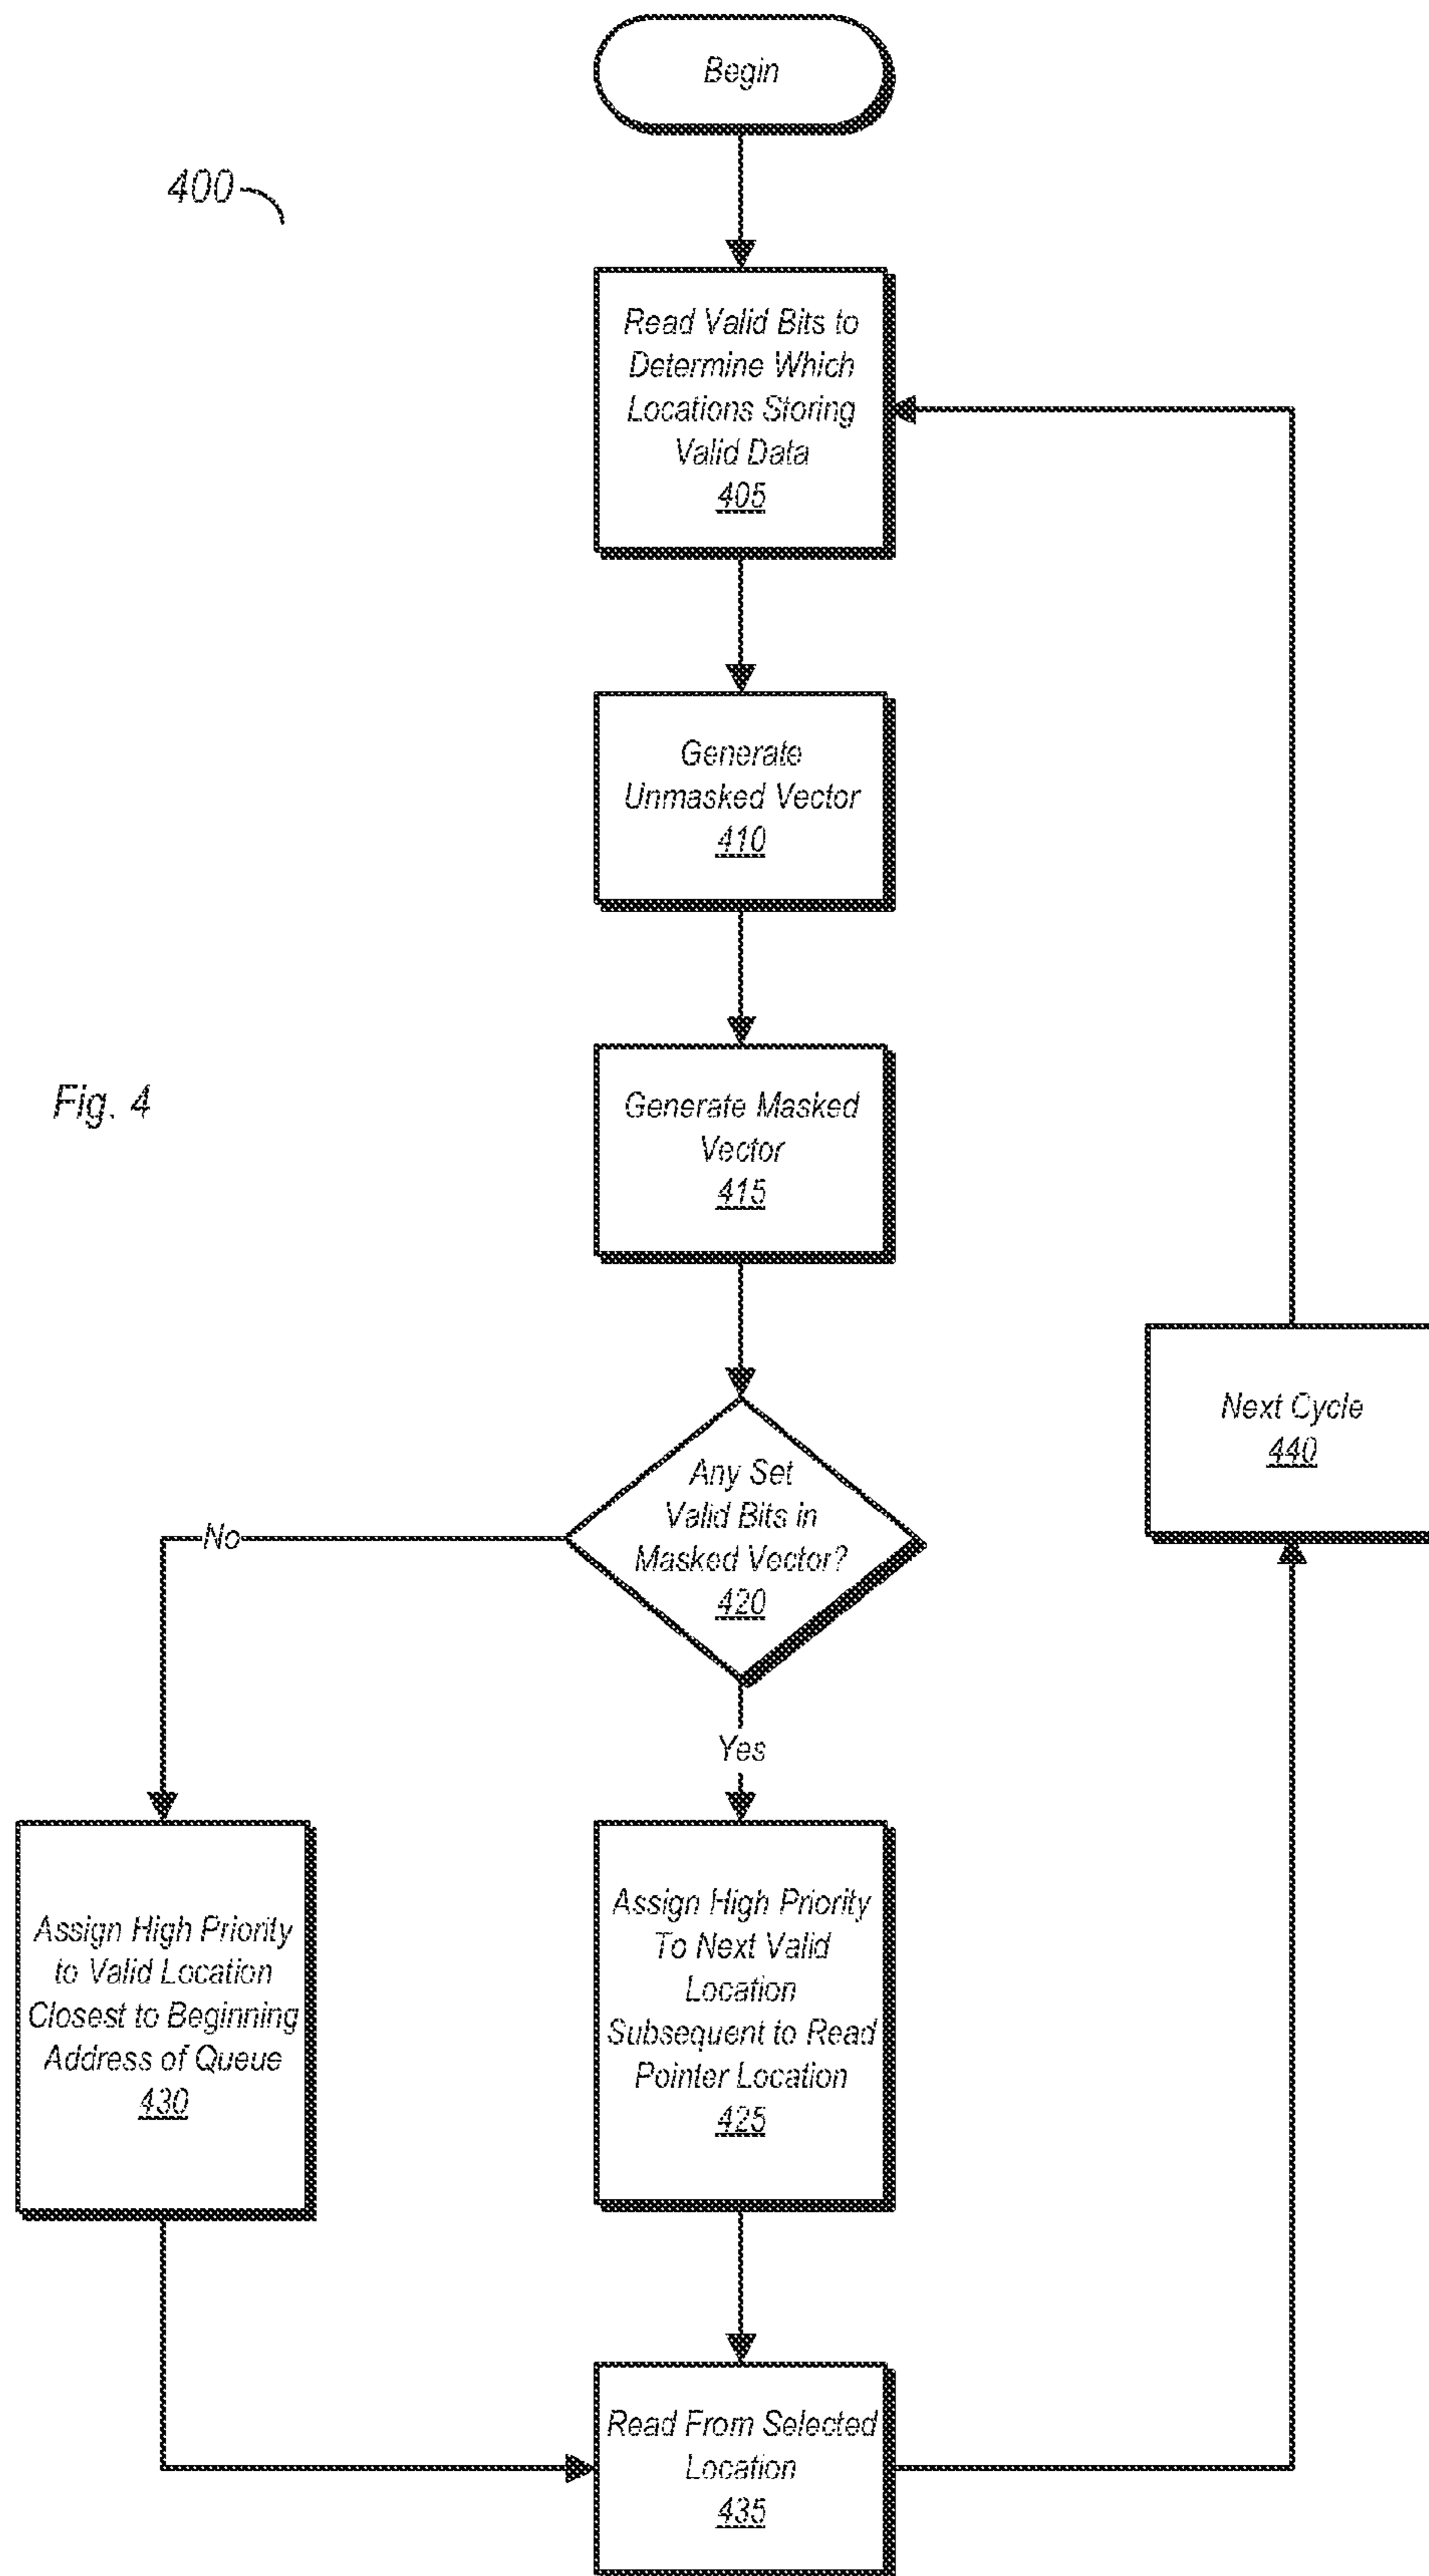 Begin
400
Read Valid Bits to
Determine Which
Locations Storing
Valid Data
405
Generate
Unmasked Vector
410
Fig. 4
Generate Masked
Vector
415
Next Cycle
440
Any Set
Valid Bits in
Masked Vector?
420
No
Yes
Assign High Priority
to Valid Location
Closest to Beginning
Address of Queue
430
Assign High Priority
To Next Valid
Location
Subsequent to Read
Pointer Location
425
Read From Selected
Location
435